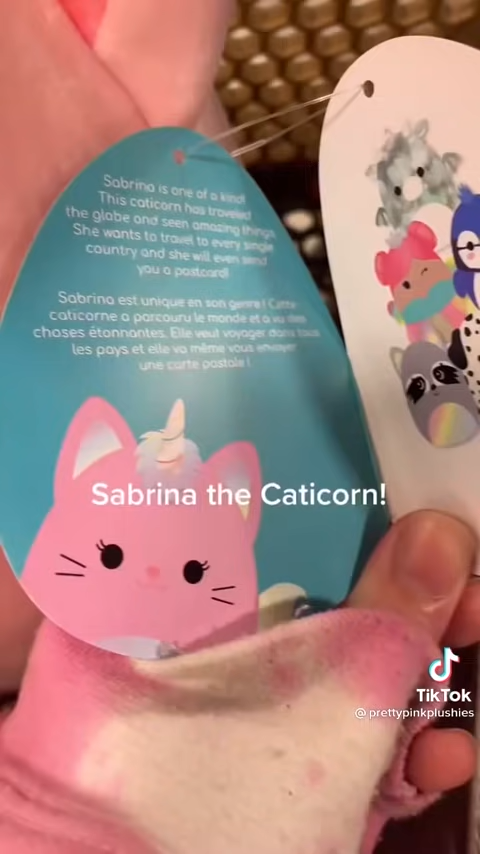 Sabrina is one of a kind!
This caticorn has traveled
the globe and seen amazing things.
She wants to travel to every single
country and she will even send
you a postcard!
Sabrina est unique en son genre ! Cette
caticorne a parcouru le monde et a vu des
choses étonnantes. Elle veut voyager dans tous
les pays et elle va même vous envoyer
une carte postale !
Sabrina the Caticorn!
TikTok
@prettypinkplushies